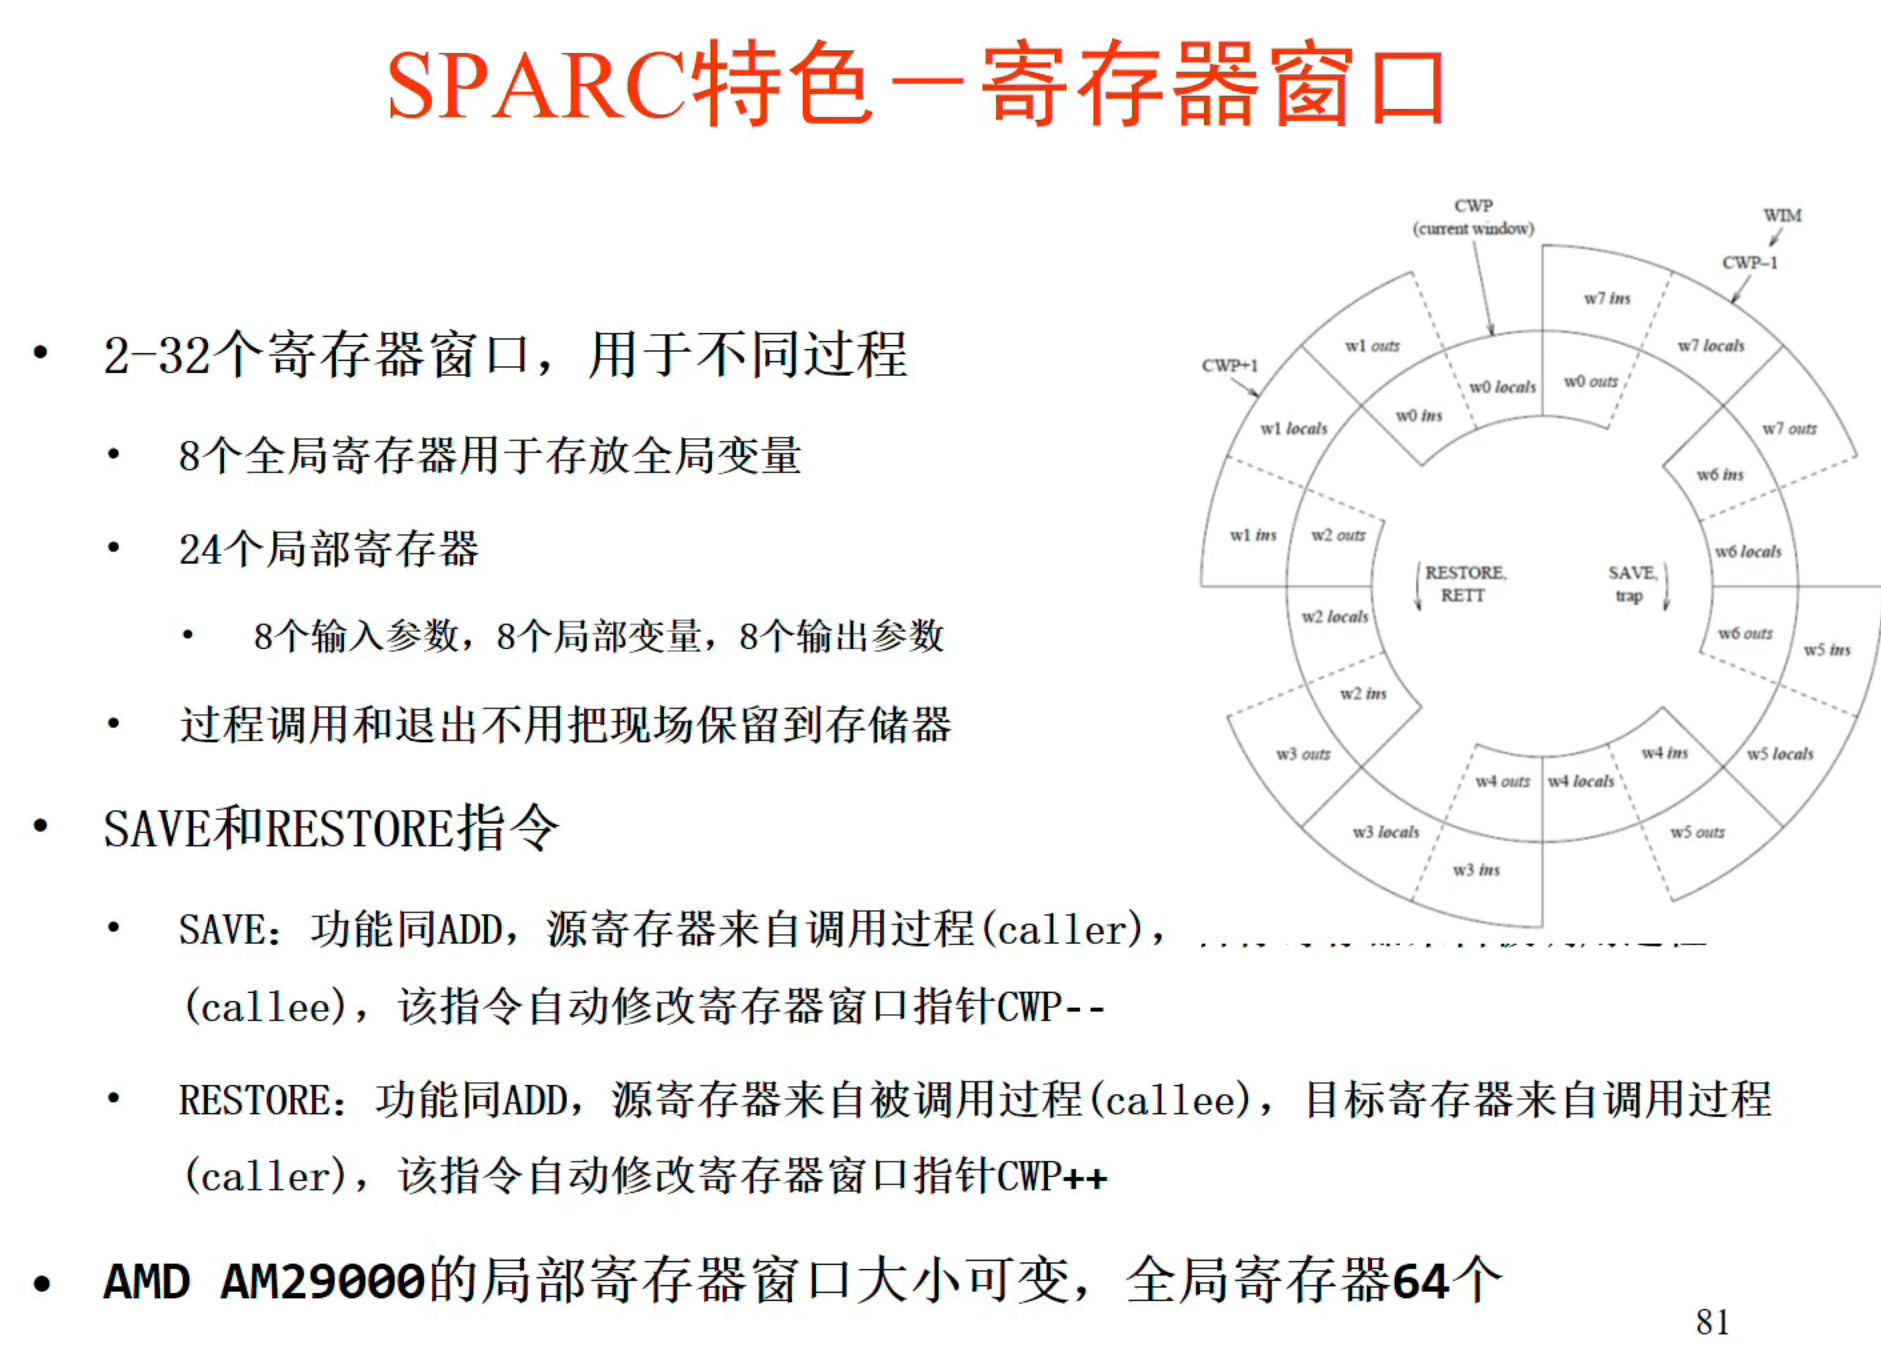 SPARC特色－寄存器窗口
• 2-32个寄存器窗口，用于不同过程
• 8个全局寄存器用于存放全局变量
• 24个局部寄存器
• 8个输入参数，8个局部变量，8个输出参数
• 过程调用和退出不用把现场保留到存储器
• SAVE和RESTORE指令
• SAVE：功能同ADD，源寄存器来自调用过程(caller)，
(callee)，该指令自动修改寄存器窗口指针CWP--
• RESTORE：功能同ADD，源寄存器来自被调用过程(callee)，目标寄存器来自调用过程
(caller)，该指令自动修改寄存器窗口指针CWP++
• AMD AM29000的局部寄存器窗口大小可变，全局寄存器64个
CWP
(current window)
WIM
CWP-1
CWP+1
w7 ins
w1 outs
w7 locals
w0 locals
w0 outs
w0 ins
w1 locals
w7 outs
w6 ins
w1 ins
w2 outs
w6 locals
RESTORE,
RETT
SAVE,
trap
w2 locals
w6 outs
w5 ins
w2 ins
w3 outs
w4 ins
w5 locals
w4 outs
w4 locals
w3 locals
w5 outs
w3 ins
81